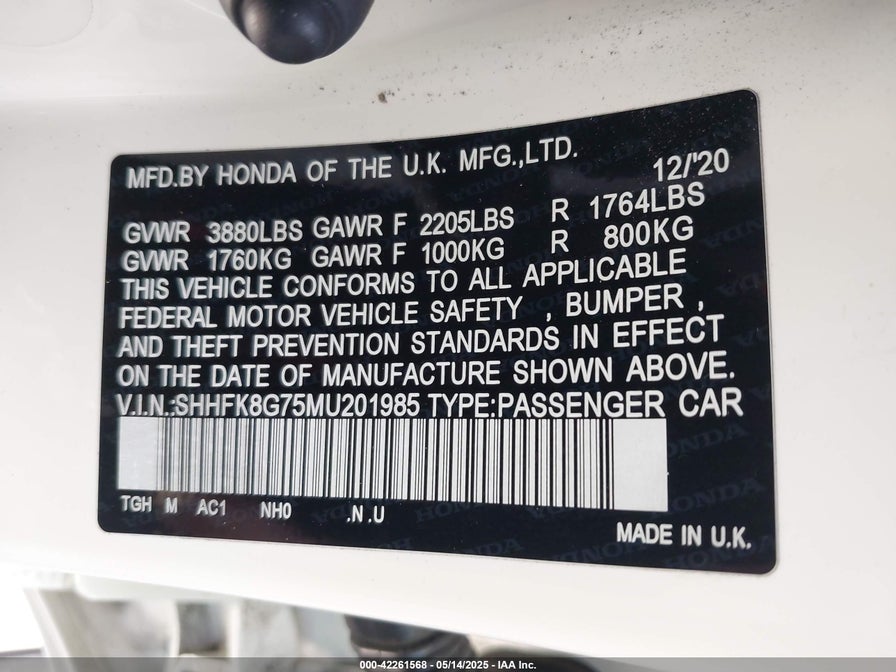 MFD.BY HONDA OF THE U.K. MFG.,LTD.
12/'20
GVWR 3880LBS GAWR F 2205LBS R 1764LBS
GVWR 1760KG GAWR F 1000KG R 800KG
THIS VEHICLE CONFORMS TO ALL APPLICABLE
FEDERAL MOTOR VEHICLE SAFETY , BUMPER ,
AND THEFT PREVENTION STANDARDS IN EFFECT
ON THE DATE OF MANUFACTURE SHOWN ABOVE.
V.I.N.:SHHFK8G75MU201985 TYPE:PASSENGER CAR
TGH M AC1 NH0 .N .U
MADE IN U.K.
000-42261568 - 05/14/2025 - IAA Inc.